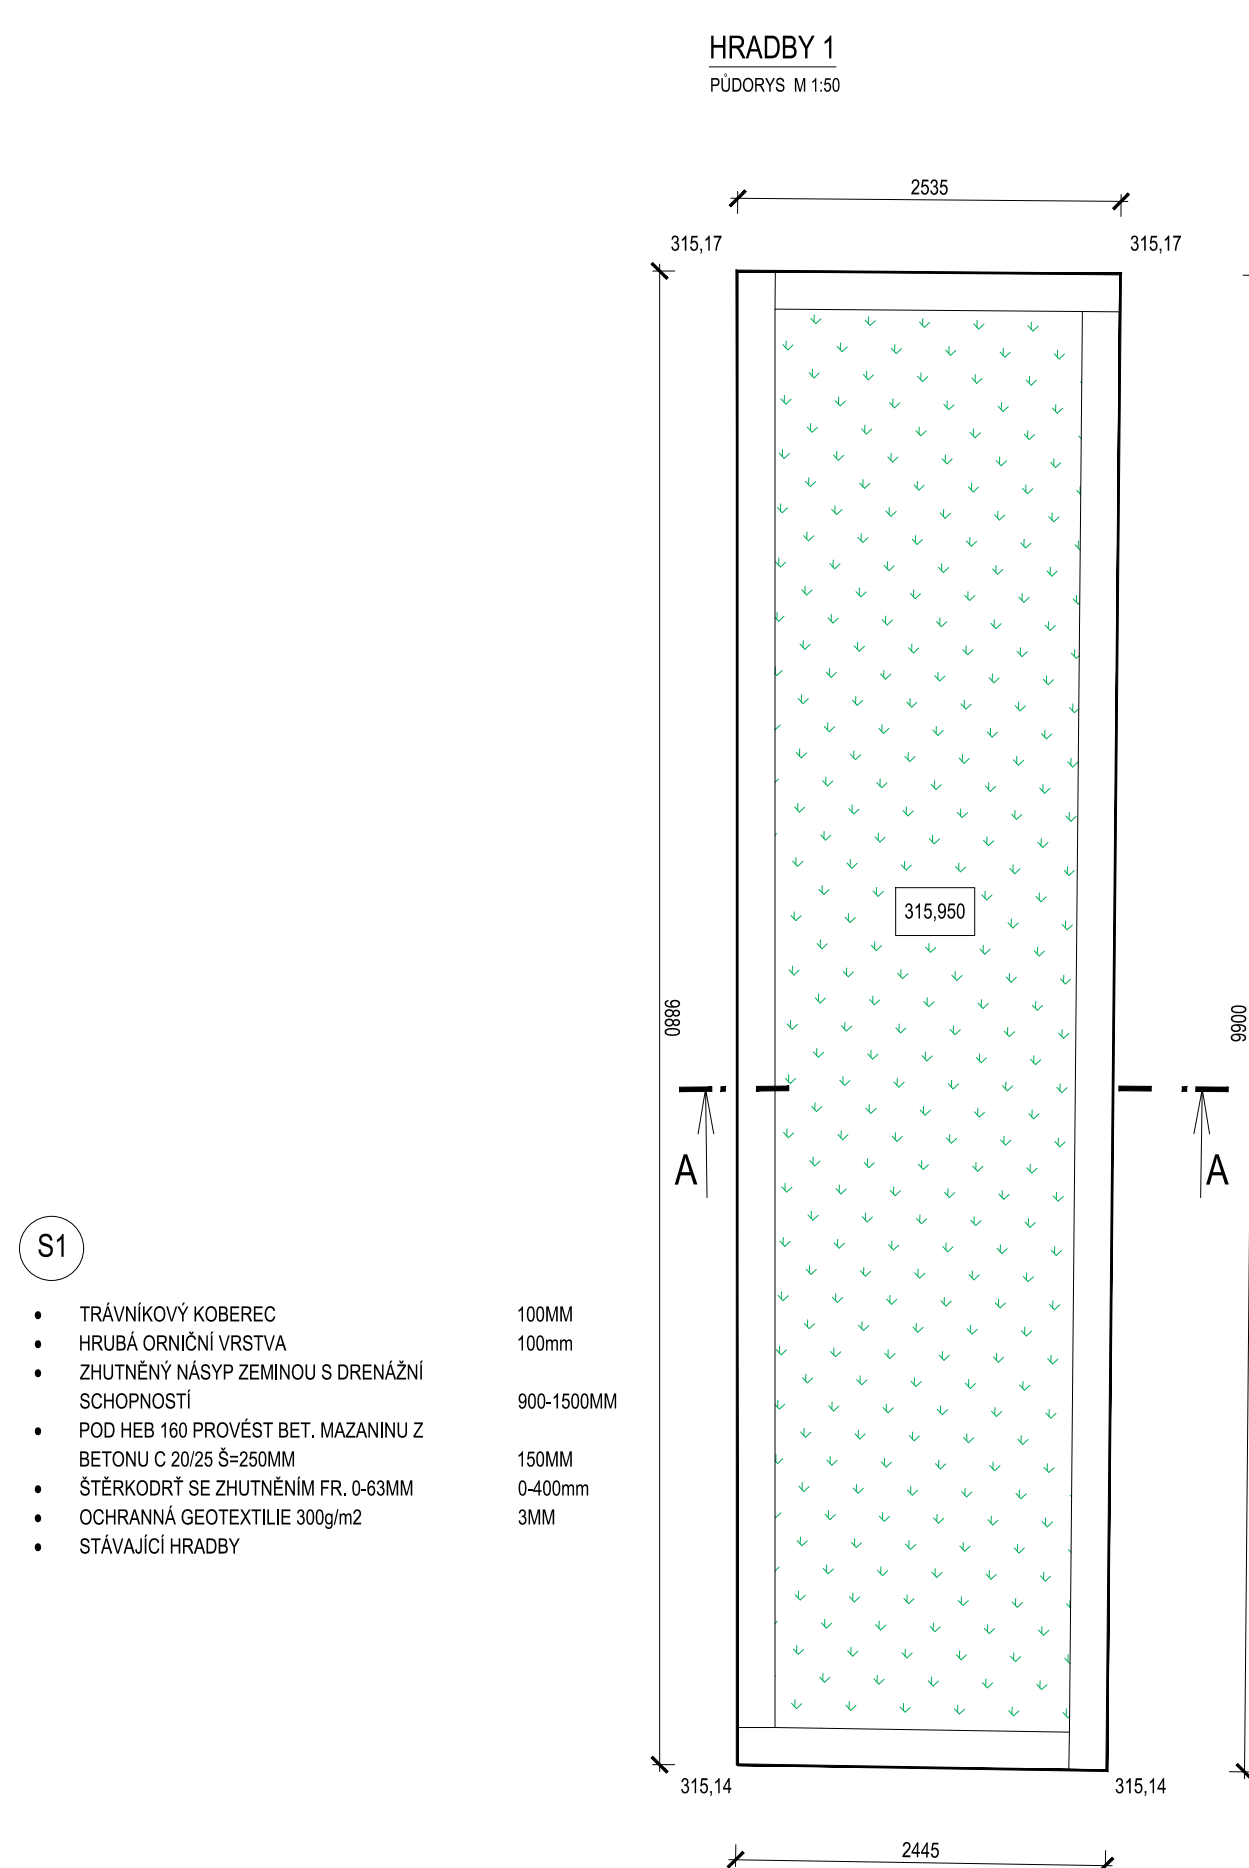 HRADBY 1
PŮDORYS M 1:50
2535
315,17
315,17
315,950
9880
9900
A
A
S1
• TRÁVNÍKOVÝ KOBEREC 100MM
• HRUBÁ ORNIČNÍ VRSTVA 100mm
• ZHUTNĚNÝ NÁSYP ZEMINOU S DRENÁŽNÍ
SCHOPNOSTÍ 900-1500MM
• POD HEB 160 PROVÉST BET. MAZANINU Z
BETONU C 20/25 Š=250MM 150MM
• ŠTĚRKODRŤ SE ZHUTNĚNÍM FR. 0-63MM 0-400mm
• OCHRANNÁ GEOTEXTILIE 300g/m2 3MM
• STÁVAJÍCÍ HRADBY
315,14
315,14
2445